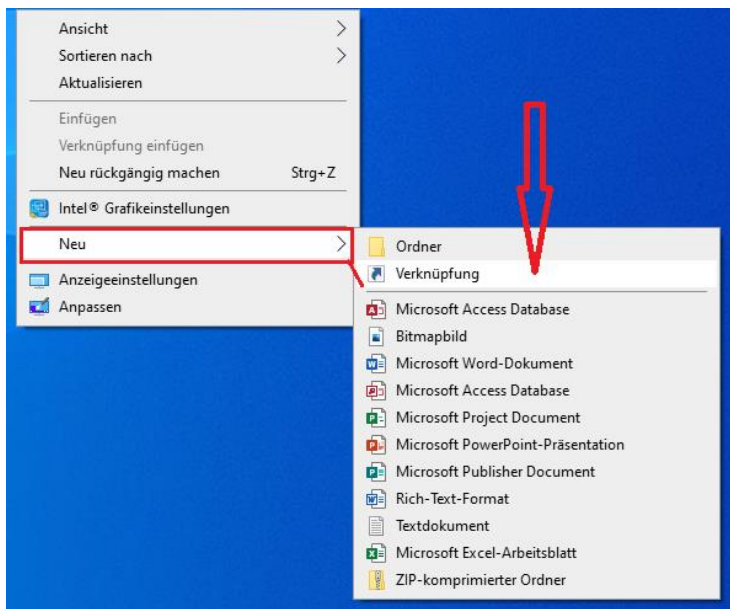 Ansicht
Sortieren nach
Aktualisieren
Einfügen
Verknüpfung einfügen
Neu rückgängig machen Strg+Z
Intel® Grafikeinstellungen
Neu
Anzeigeeinstellungen
Anpassen
Ordner
Verknüpfung
Microsoft Access Database
Bitmapbild
Microsoft Word-Dokument
Microsoft Access Database
Microsoft Project Document
Microsoft PowerPoint-Präsentation
Microsoft Publisher Document
Rich-Text-Format
Textdokument
Microsoft Excel-Arbeitsblatt
ZIP-komprimierter Ordner